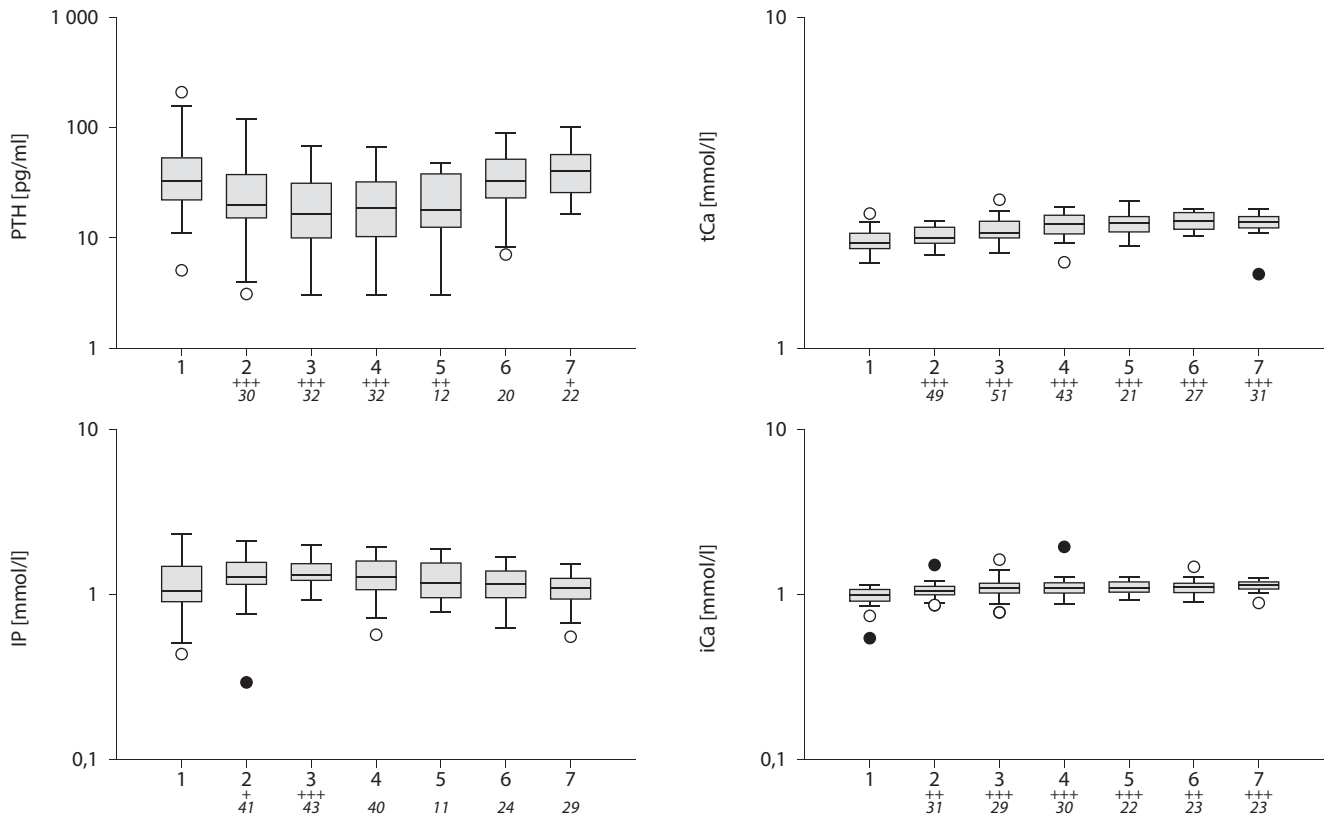 1 000
100
10
1
PTH [pg/ml]
1 2 3 4 5 6 7
+++ +++ +++ ++ +
30 32 32 12 20 22
10
1
tCa [mmol/l]
1 2 3 4 5 6 7
+++ +++ +++ +++ +++ +++
49 51 43 21 27 31
10
1
0,1
IP [mmol/l]
1 2 3 4 5 6 7
+ +++
41 43 40 11 24 29
10
1
0,1
iCa [mmol/l]
1 2 3 4 5 6 7
++ +++ +++ +++ ++ +++
31 29 30 22 23 23